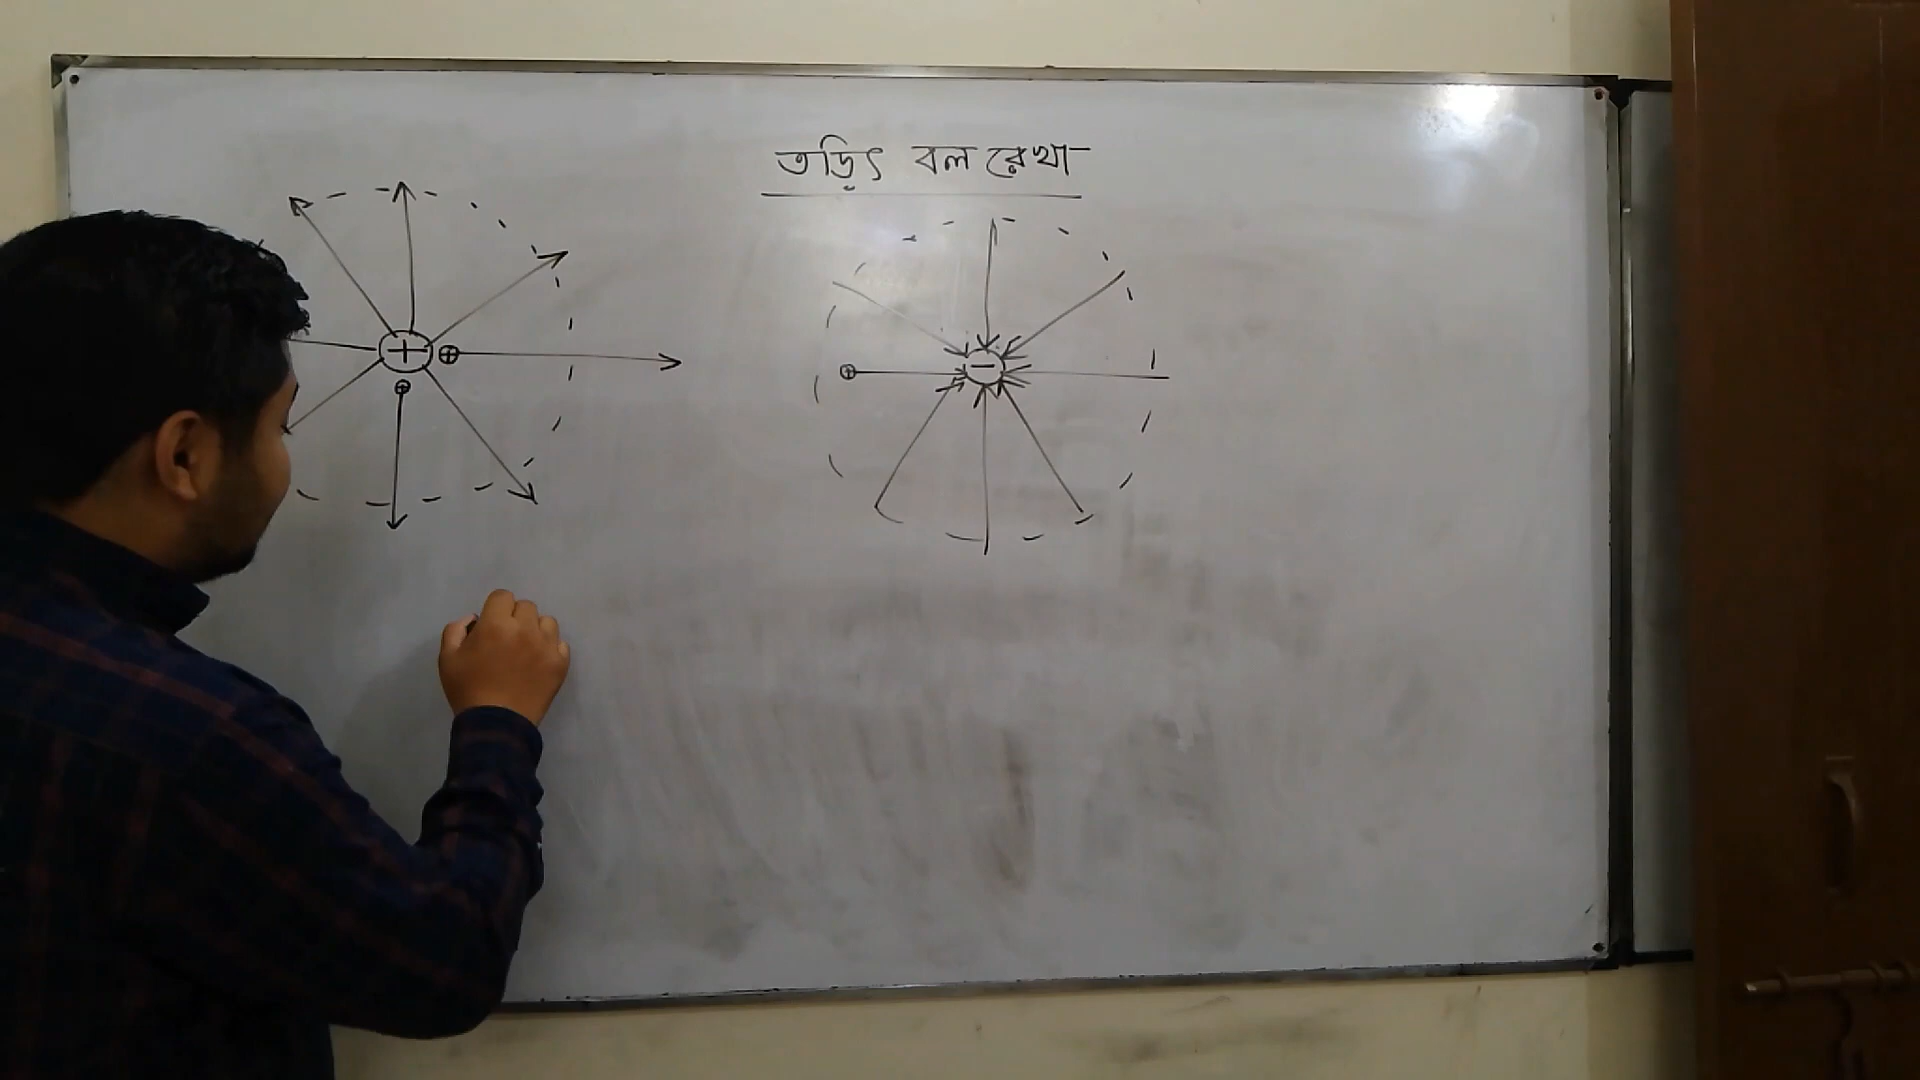 তড়িৎ বল রেখা
+ ⊕
⊕
⊕ −